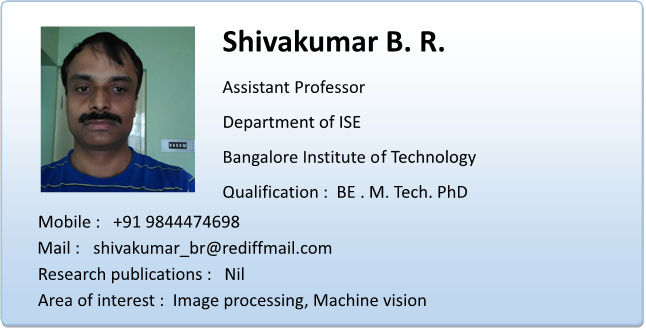 Shivakumar B. R.
Assistant Professor
Department of ISE
Bangalore Institute of Technology
Qualification : BE . M. Tech. PhD
Mobile : +91 9844474698
Mail : shivakumar_br@rediffmail.com
Research publications : Nil
Area of interest : Image processing, Machine vision